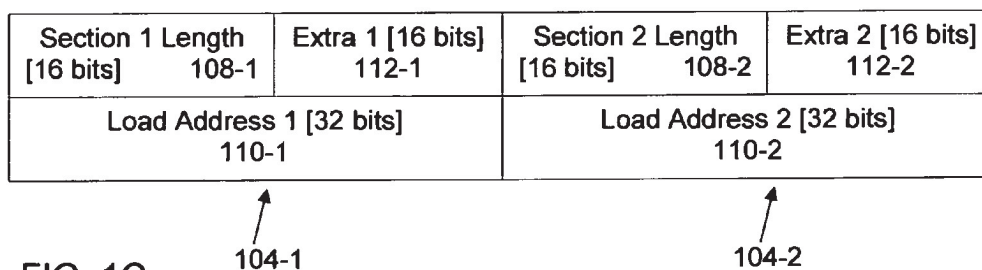 Section 1 Length
[16 bits] 108-1
Extra 1 [16 bits]
112-1
Section 2 Length
[16 bits] 108-2
Extra 2 [16 bits]
112-2
Load Address 1 [32 bits]
110-1
Load Address 2 [32 bits]
110-2
104-1
104-2